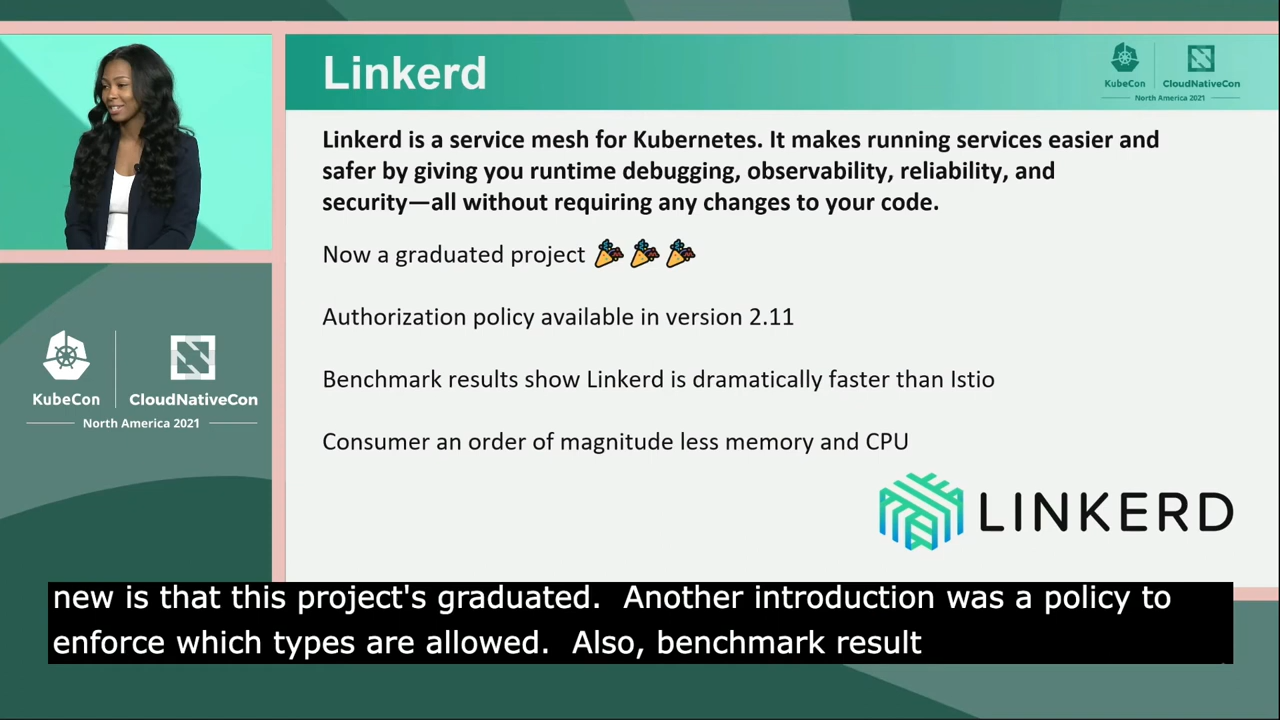 Linkerd
KubeCon
CloudNativeCon
North America 2021
Linkerd is a service mesh for Kubernetes. It makes running services easier and
safer by giving you runtime debugging, observability, reliability, and
security—all without requiring any changes to your code.
Now a graduated project
Authorization policy available in version 2.11
Benchmark results show Linkerd is dramatically faster than Istio
Consumer an order of magnitude less memory and CPU
LINKERD
KubeCon
CloudNativeCon
North America 2021
new is that this project's graduated.  Another introduction was a policy to
enforce which types are allowed.  Also, benchmark result